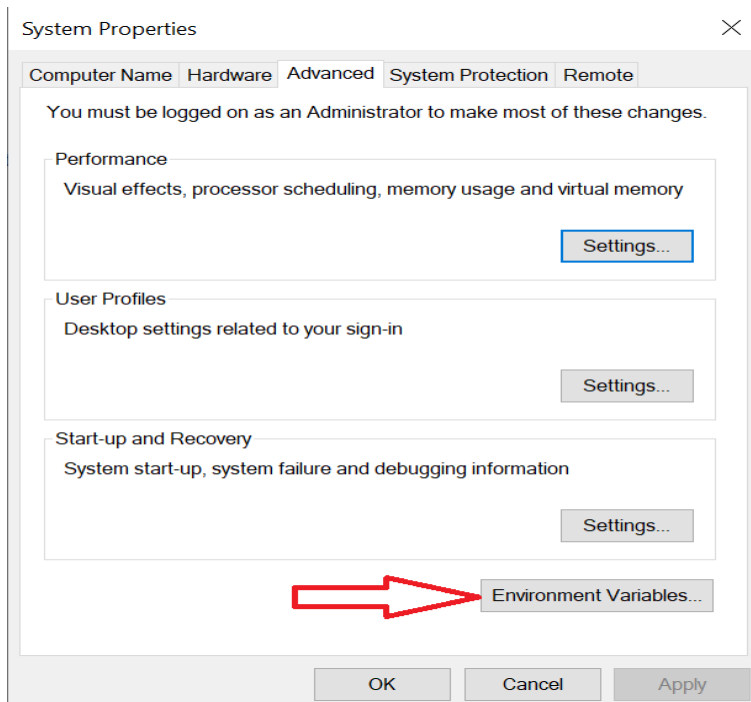 System Properties
Computer Name Hardware Advanced System Protection Remote
You must be logged on as an Administrator to make most of these changes.
Performance
Visual effects, processor scheduling, memory usage and virtual memory
Settings...
User Profiles
Desktop settings related to your sign-in
Settings...
Start-up and Recovery
System start-up, system failure and debugging information
Settings...
Environment Variables...
OK Cancel Apply